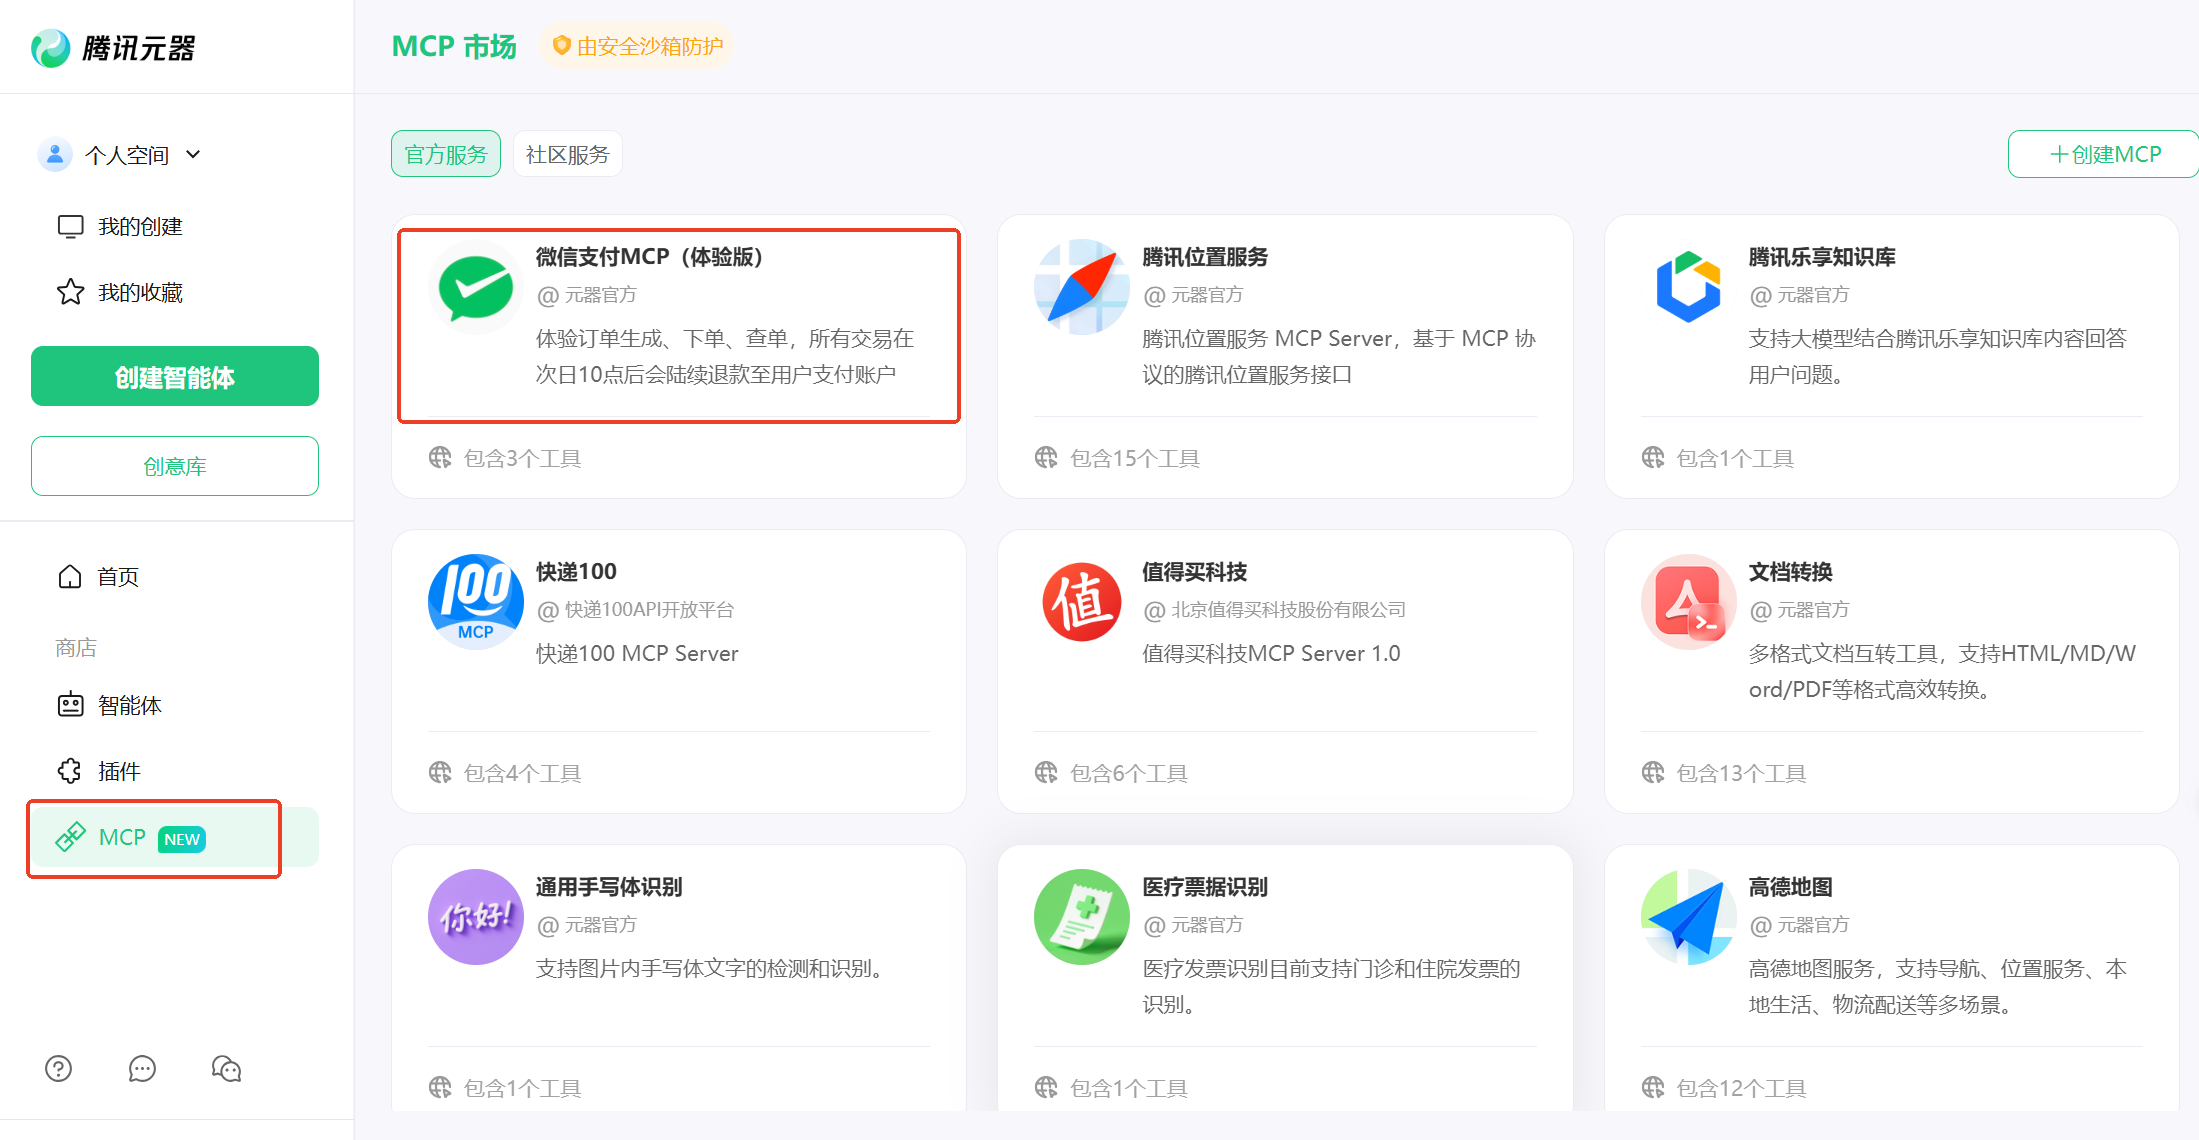 腾讯元器
个人空间
我的创建
我的收藏
创建智能体
创意库
首页
商店
智能体
插件
MCP NEW
MCP 市场
由安全沙箱防护
官方服务
社区服务
创建MCP
微信支付MCP（体验版）
@ 元器官方
体验订单生成、下单、查单，所有交易在
次日10点后会陆续退款至用户支付账户
包含3个工具
腾讯位置服务
@ 元器官方
腾讯位置服务 MCP Server，基于 MCP 协
议的腾讯位置服务接口
包含15个工具
腾讯乐享知识库
@ 元器官方
支持大模型结合腾讯乐享知识库内容回答
用户问题。
包含1个工具
100
MCP
快递100
@ 快递100API开放平台
快递100 MCP Server
包含4个工具
值
值得买科技
@ 北京值得买科技股份有限公司
值得买科技MCP Server 1.0
包含6个工具
文档转换
@ 元器官方
多格式文档互转工具，支持HTML/MD/W
ord/PDF等格式高效转换。
包含13个工具
你好!
通用手写体识别
@ 元器官方
支持图片内手写体文字的检测和识别。
包含1个工具
医疗票据识别
@ 元器官方
医疗发票识别目前支持门诊和住院发票的
识别。
包含1个工具
高德地图
@ 元器官方
高德地图服务，支持导航、位置服务、本
地生活、物流配送等多场景。
包含12个工具